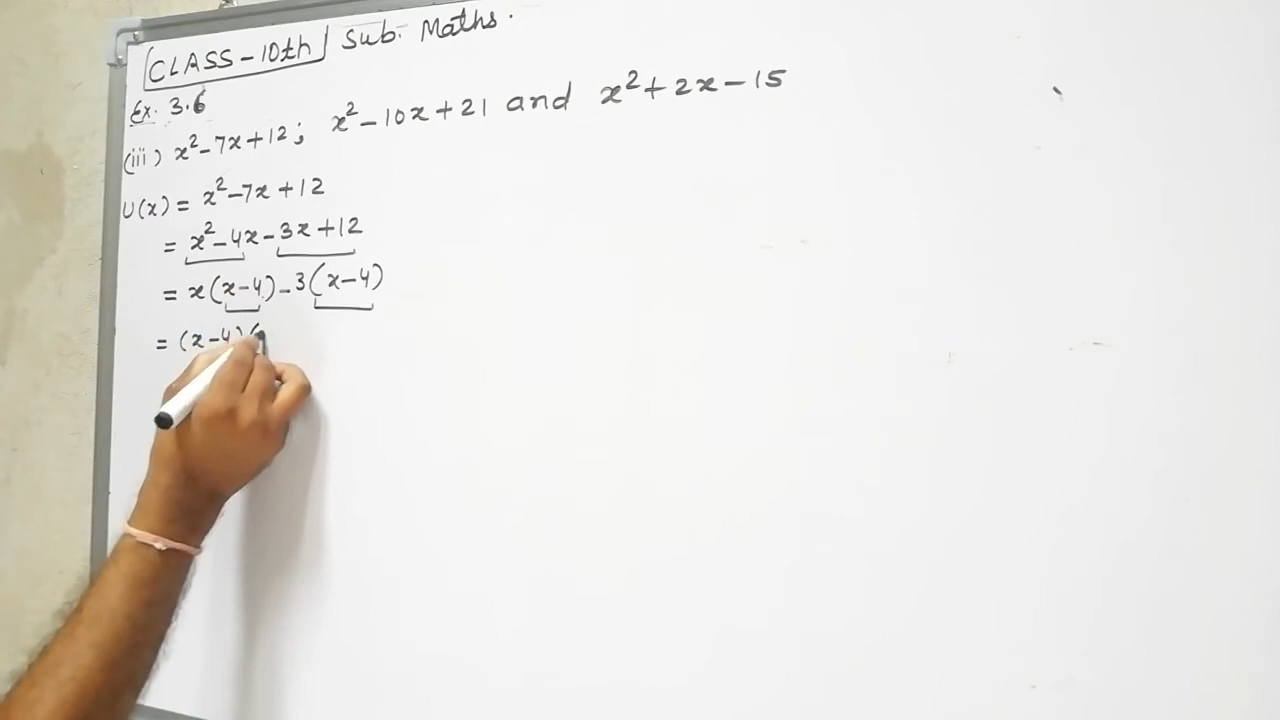 CLASS-10th Sub. Maths.
Ex. 3.6
(iii) x²-7x+12; x²-10x+21 and x²+2x-15
U(x) = x²-7x+12
= x²-4x-3x+12
= x(x-4)-3(x-4)
= (x-4)(